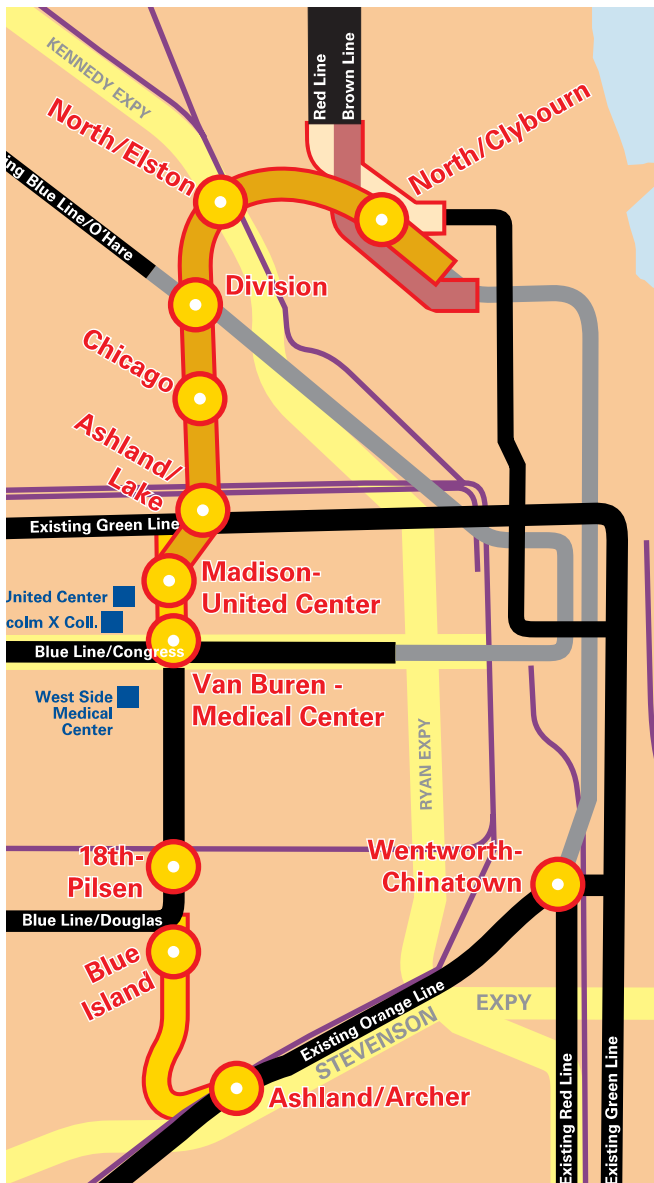 KENNEDY EXPY
Red Line
Brown Line
North/Clybourn
North/Elston
ing Blue Line/O'Hare
Division
Chicago
Ashland/
Lake
Existing Green Line
Madison-
United Center
United Center
colm X Coll.
Blue Line/Congress
Van Buren -
Medical Center
West Side
Medical
Center
RYAN EXPY
18th-
Pilsen
Wentworth-
Chinatown
Blue Line/Douglas
Blue
Island
Existing Orange Line
STEVENSON
EXPY
Ashland/Archer
Existing Red Line
Existing Green Line